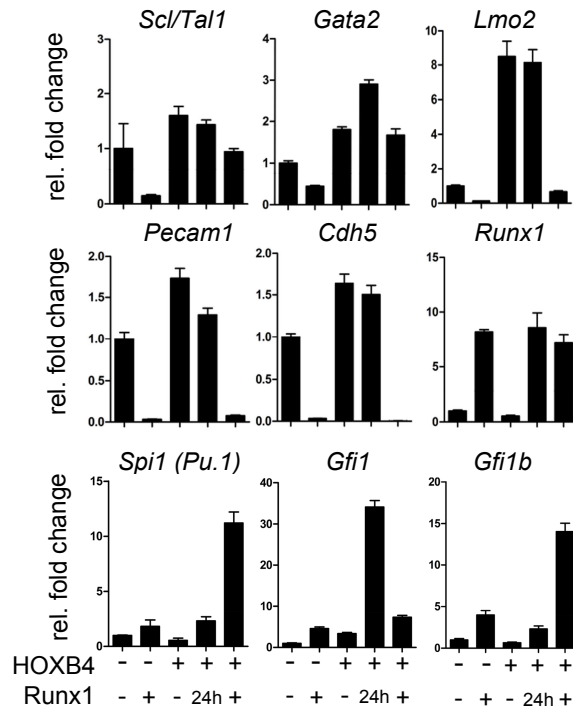 Scl/Tal1 Gata2 Lmo2
rel. fold change
3 2 1 0
4 3 2 1 0
10 8 6 4 2 0
Pecam1 Cdh5 Runx1
rel. fold change
2.0 1.5 1.0 0.5 0.0
2.0 1.5 1.0 0.5 0.0
15 10 5 0
Spi1 (Pu.1) Gfi1 Gfi1b
rel. fold change
15 10 5 0
40 30 20 10 0
20 15 10 5 0
HOXB4 - - + + + - - + + + - - + + +
Runx1 - + - 24h + - + - 24h + - + - 24h +